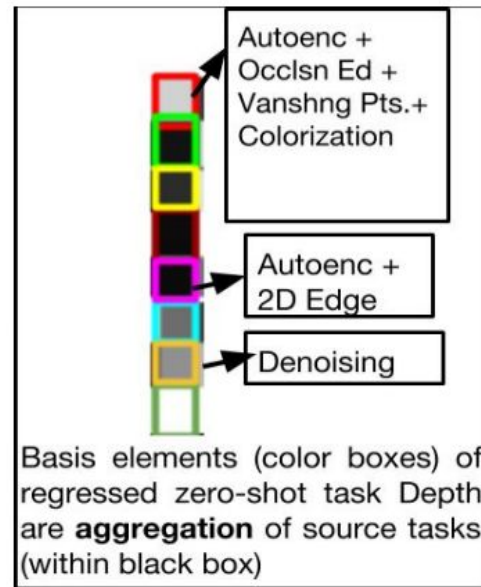 Autoenc +
Occlsn Ed +
Vanshng Pts.+
Colorization
Autoenc +
2D Edge
Denoising
Basis elements (color boxes) of
regressed zero-shot task Depth
are aggregation of source tasks
(within black box)